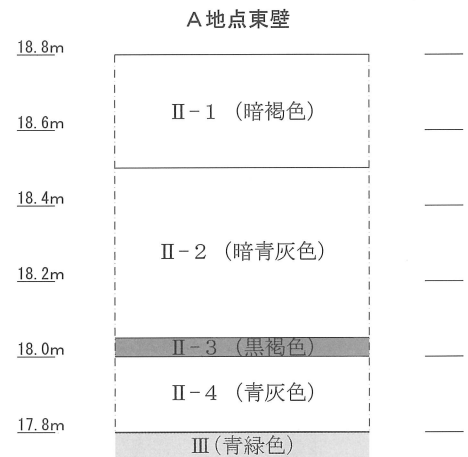 A地点東壁
18.8m
Ⅱ-1 (暗褐色)
18.6m
18.4m
Ⅱ-2 (暗青灰色)
18.2m
18.0m
Ⅱ-3 (黒褐色)
Ⅱ-4 (青灰色)
17.8m
Ⅲ(青緑色)